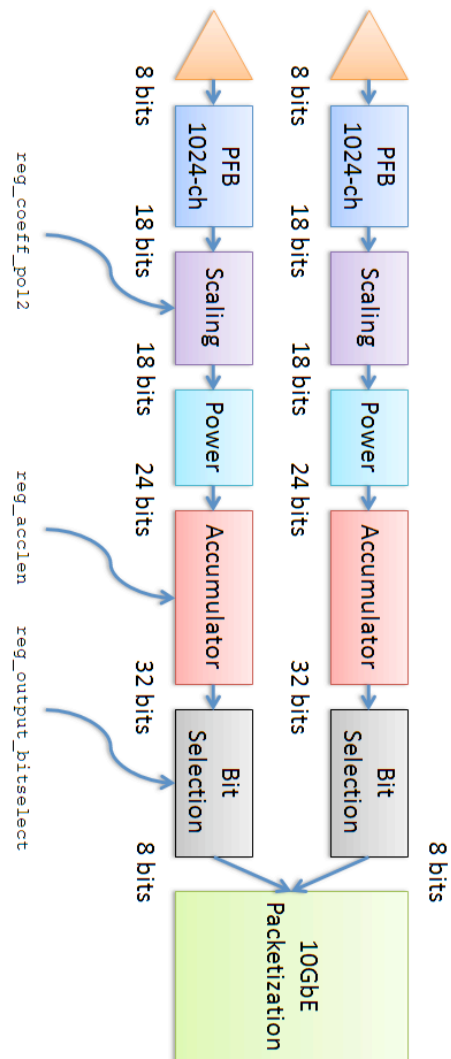 8 bits
PFB
1024-ch
Scaling
Power
Accumulator
Bit
Selection
8 bits
18 bits
18 bits
24 bits
32 bits
10GbE
Packetization
PFB
1024-ch
Scaling
Power
Accumulator
Bit
Selection
8 bits
18 bits
18 bits
24 bits
32 bits
8 bits
reg_coeff_pol2
reg_acclen
reg_output_bitselect